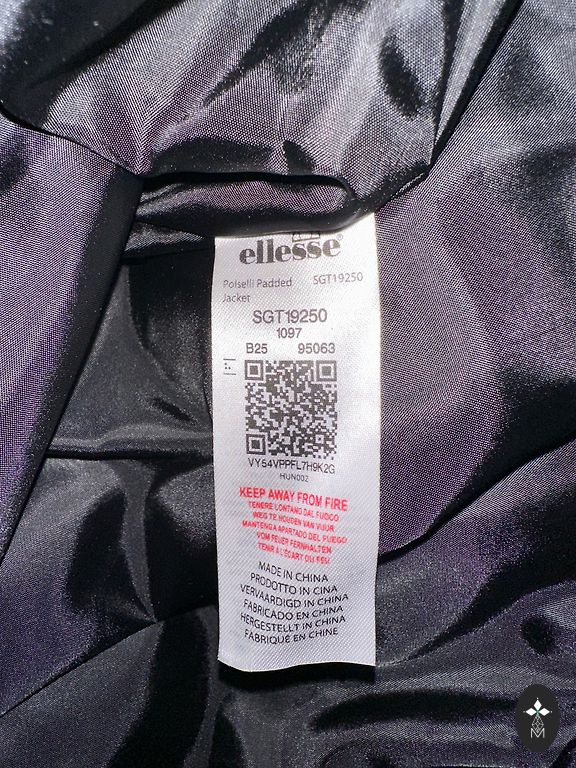 ellesse®
Polselli Padded SGT19250
Jacket
SGT19250
1097
B25 95063
VY54VPPFL7H9K2G
HUN002
KEEP AWAY FROM FIRE
TENERE LONTANO DAL FUOCO
WEG TE HOUDEN VAN VUUR
MANTENGA APARTADO DEL FUEGO
VOM FEUER FERNHALTEN
TENIR A L'ÉCART DU FEU
MADE IN CHINA
PRODOTTO IN CINA
VERVAARDIGD IN CHINA
FABRICADO EN CHINA
HERGESTELLT IN CHINA
FABRIQUÉ EN CHINE
M